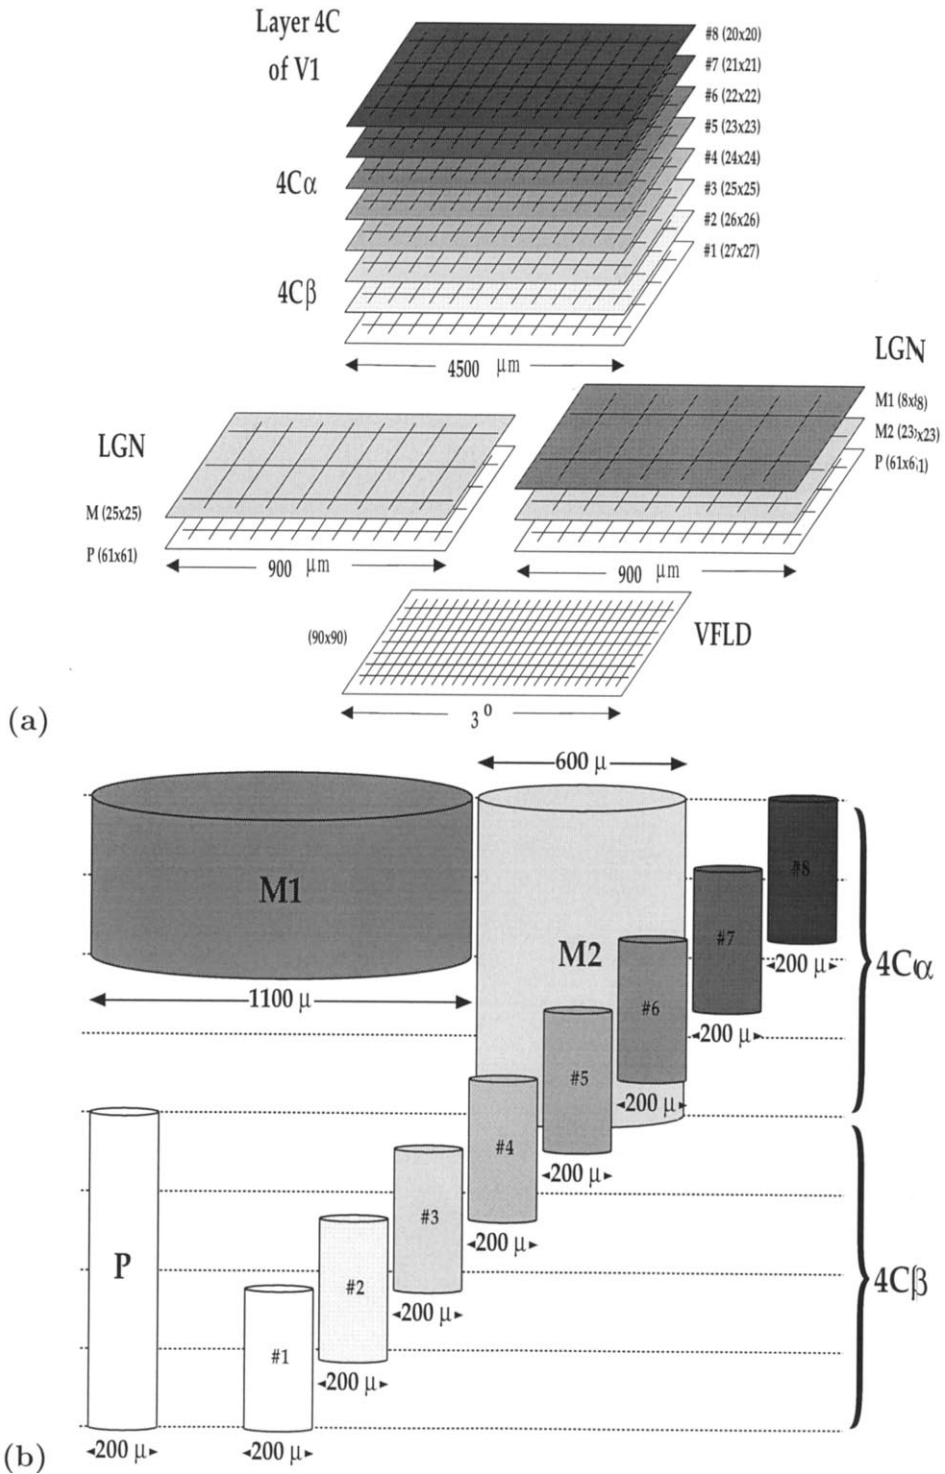 Layer 4C
of V1
#8 (20x20)
#7 (21x21)
#6 (22x22)
#5 (23x23)
#4 (24x24)
#3 (25x25)
#2 (26x26)
#1 (27x27)
4Cα
4Cβ
4500 μm
LGN
M1 (8x8)
M2 (23x23)
P (61x61)
LGN
M (25x25)
P (61x61)
900 μm
900 μm
(90x90)
VFLD
3 o
(a)
600 μ
M1
M2
#8
#7
#6
#5
#4
#3
#2
#1
P
1100 μ
200 μ
200 μ
200 μ
200 μ
200 μ
200 μ
200 μ
200 μ
200 μ
4Cα
4Cβ
(b)